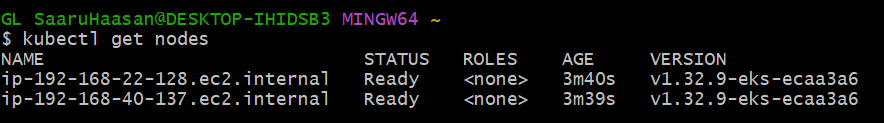 GL SaaruHaasan@DESKTOP-IHIDSB3 MINGW64 ~
$ kubectl get nodes
NAME                            STATUS   ROLES    AGE     VERSION
ip-192-168-22-128.ec2.internal   Ready    <none>   3m40s   v1.32.9-eks-ecaa3a6
ip-192-168-40-137.ec2.internal   Ready    <none>   3m39s   v1.32.9-eks-ecaa3a6